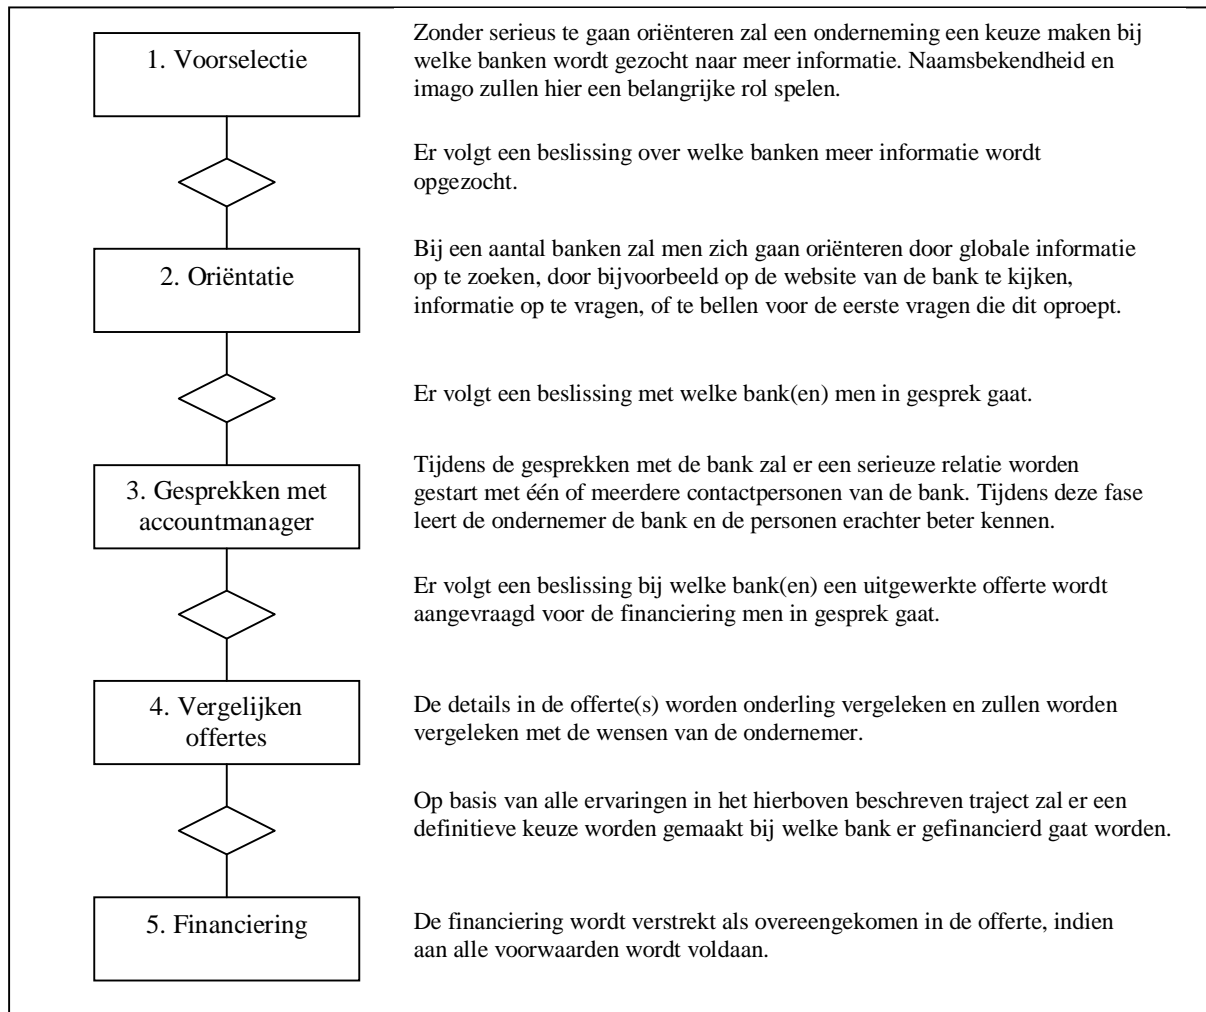 1. Voorselectie
Zonder serieus te gaan oriënteren zal een onderneming een keuze maken bij
welke banken wordt gezocht naar meer informatie. Naamsbekendheid en
imago zullen hier een belangrijke rol spelen.
Er volgt een beslissing over welke banken meer informatie wordt
opgezocht.
2. Oriëntatie
Bij een aantal banken zal men zich gaan oriënteren door globale informatie
op te zoeken, door bijvoorbeeld op de website van de bank te kijken,
informatie op te vragen, of te bellen voor de eerste vragen die dit oproept.
Er volgt een beslissing met welke bank(en) men in gesprek gaat.
3. Gesprekken met
accountmanager
Tijdens de gesprekken met de bank zal er een serieuze relatie worden
gestart met één of meerdere contactpersonen van de bank. Tijdens deze fase
leert de ondernemer de bank en de personen erachter beter kennen.
Er volgt een beslissing bij welke bank(en) een uitgewerkte offerte wordt
aangevraagd voor de financiering men in gesprek gaat.
4. Vergelijken
offertes
De details in de offerte(s) worden onderling vergeleken en zullen worden
vergeleken met de wensen van de ondernemer.
Op basis van alle ervaringen in het hierboven beschreven traject zal er een
definitieve keuze worden gemaakt bij welke bank er gefinancierd gaat worden.
5. Financiering
De financiering wordt verstrekt als overeengekomen in de offerte, indien
aan alle voorwaarden wordt voldaan.